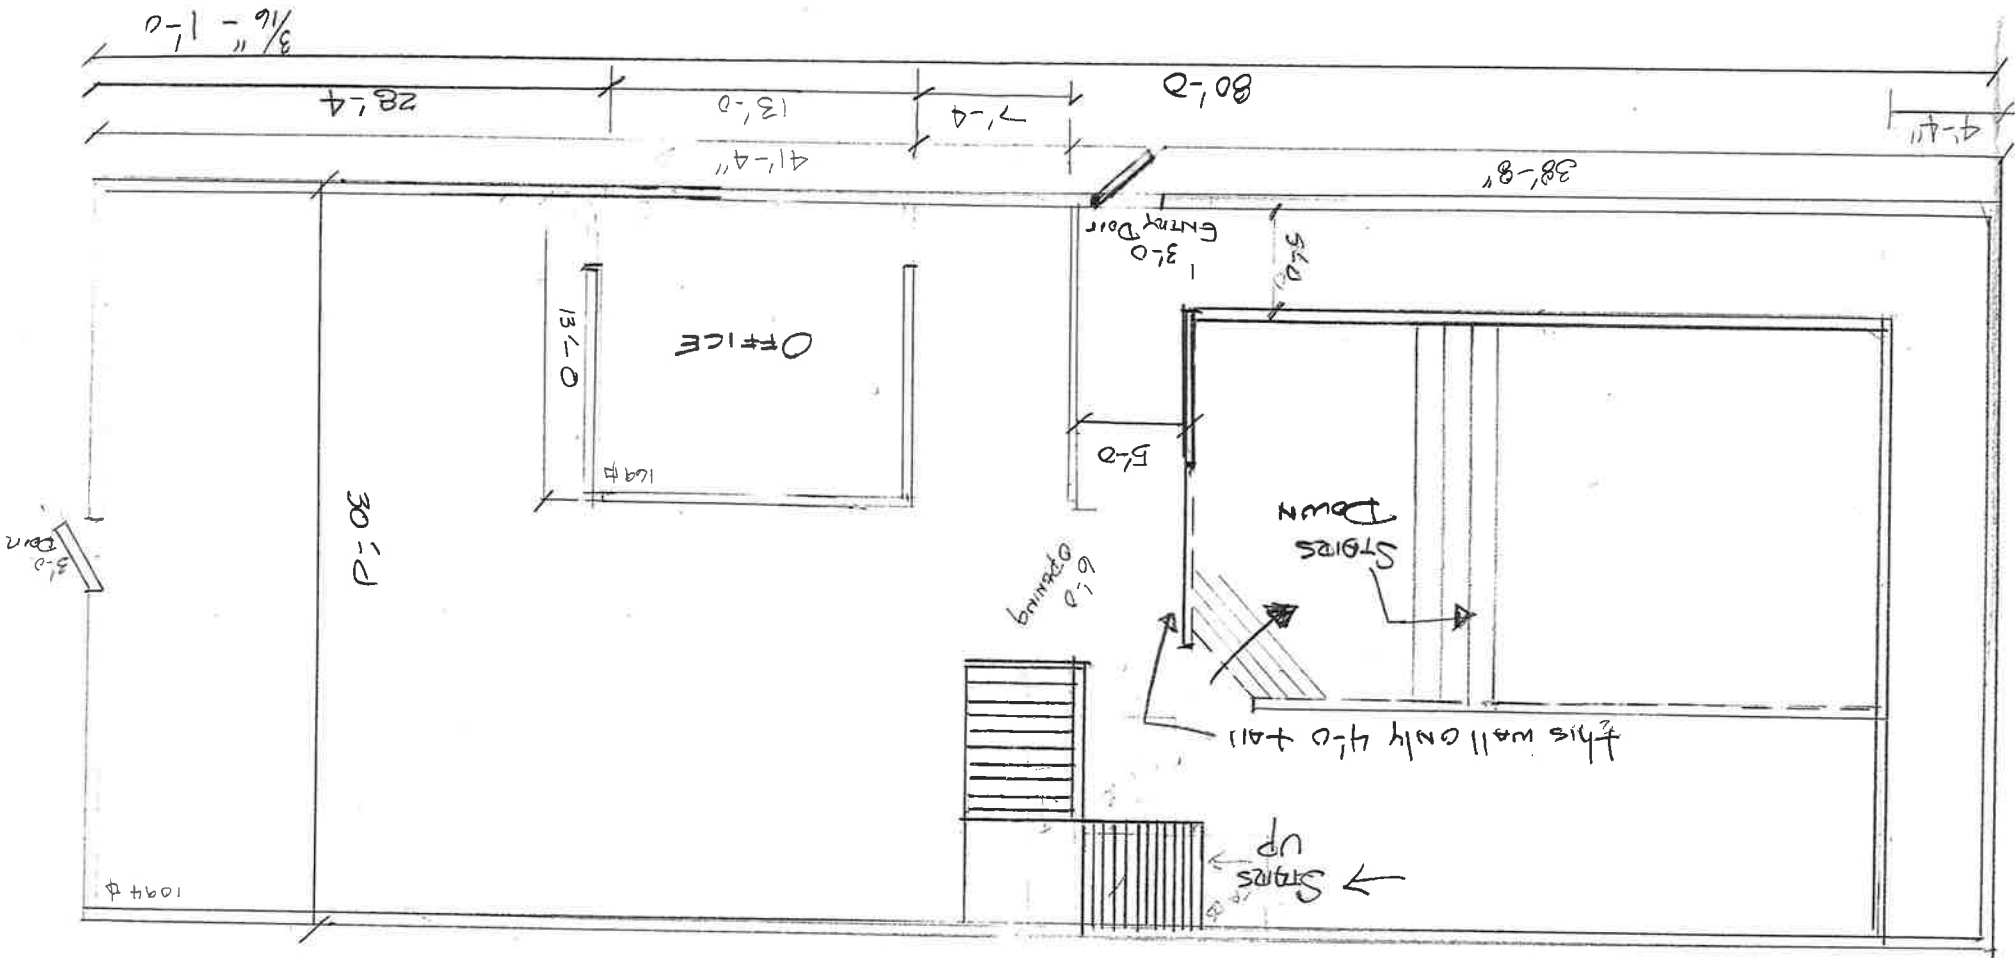 STAIRS
UP
1094 ⌽
this wall only 4'-0 tall
STAIRS
DOWN
6'-0
OPENING
30'-0
3'-0
Door
5'-0
169 ⌽
OFFICE
13'-0
5'-0
3'-0
ENTRY Door
38'-8"
41'-4"
4'-4"
7'-4
13'-0
28'-4
80'-0
3/16" - 1'-0